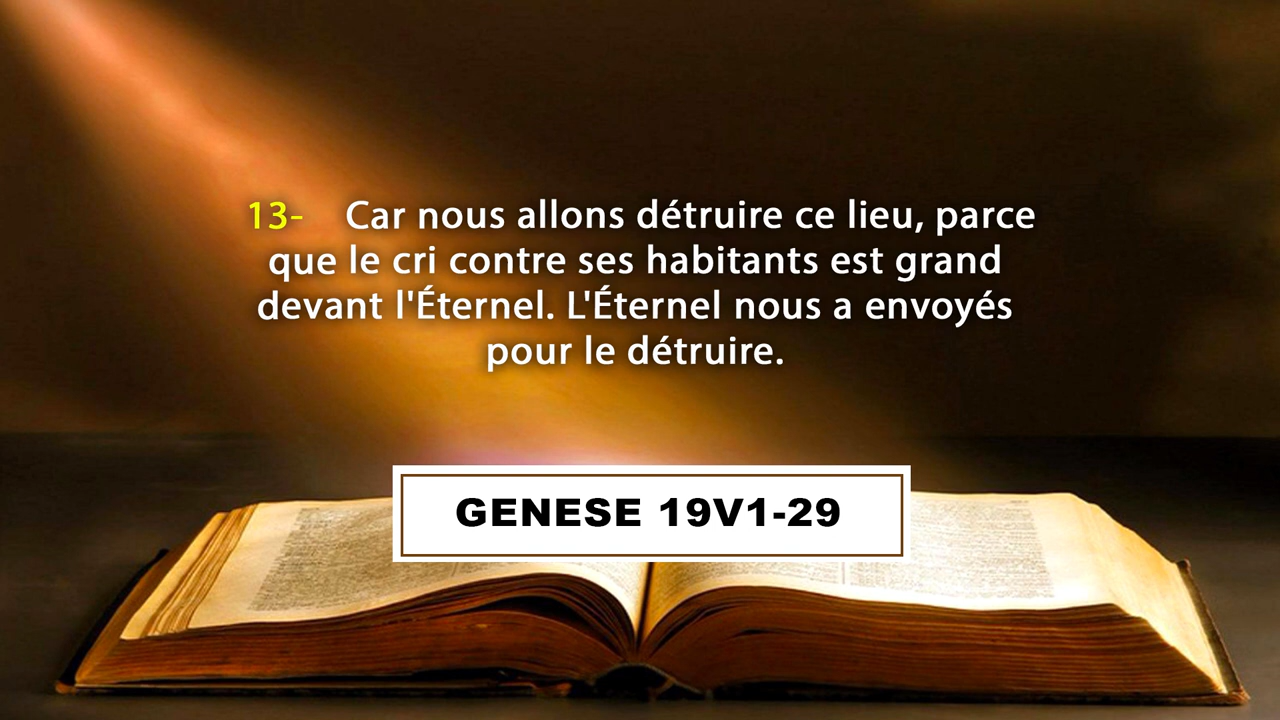 13- Car nous allons détruire ce lieu, parce
que le cri contre ses habitants est grand
devant l'Éternel. L'Éternel nous a envoyés
pour le détruire.
GENESE 19V1-29